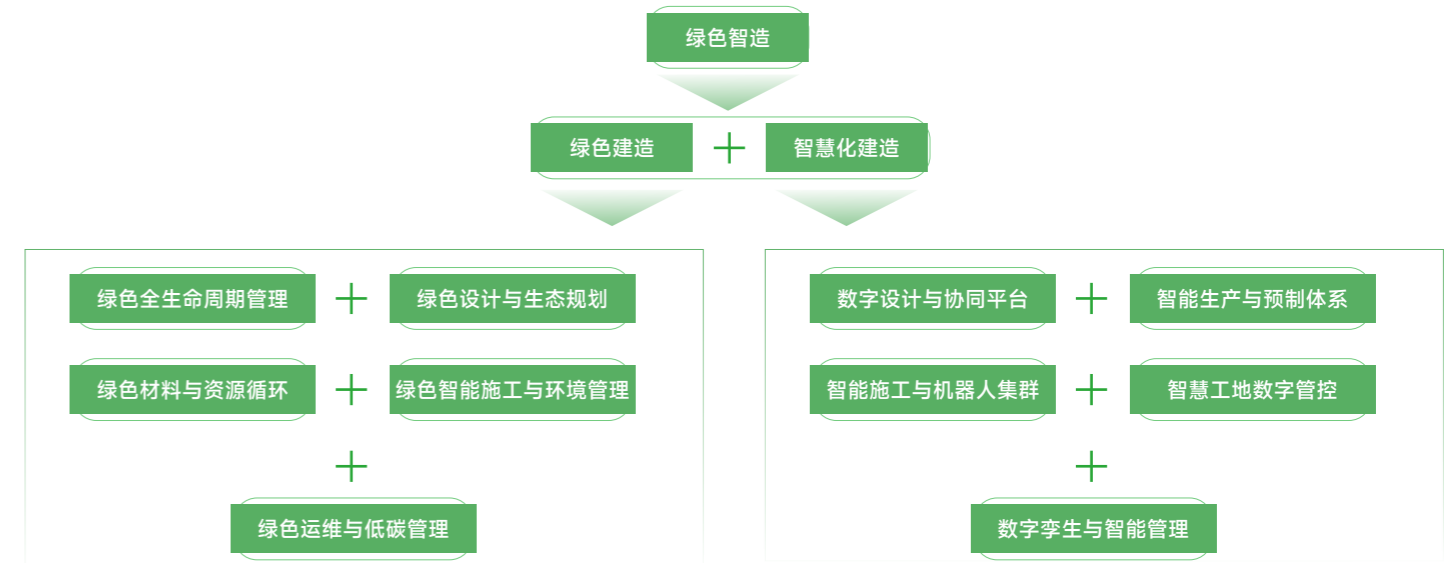 绿色智造
绿色建造 + 智慧化建造
绿色全生命周期管理 + 绿色设计与生态规划
绿色材料与资源循环 + 绿色智能施工与环境管理
+
绿色运维与低碳管理
数字设计与协同平台 + 智能生产与预制体系
智能施工与机器人集群 + 智慧工地数字管控
+
数字孪生与智能管理